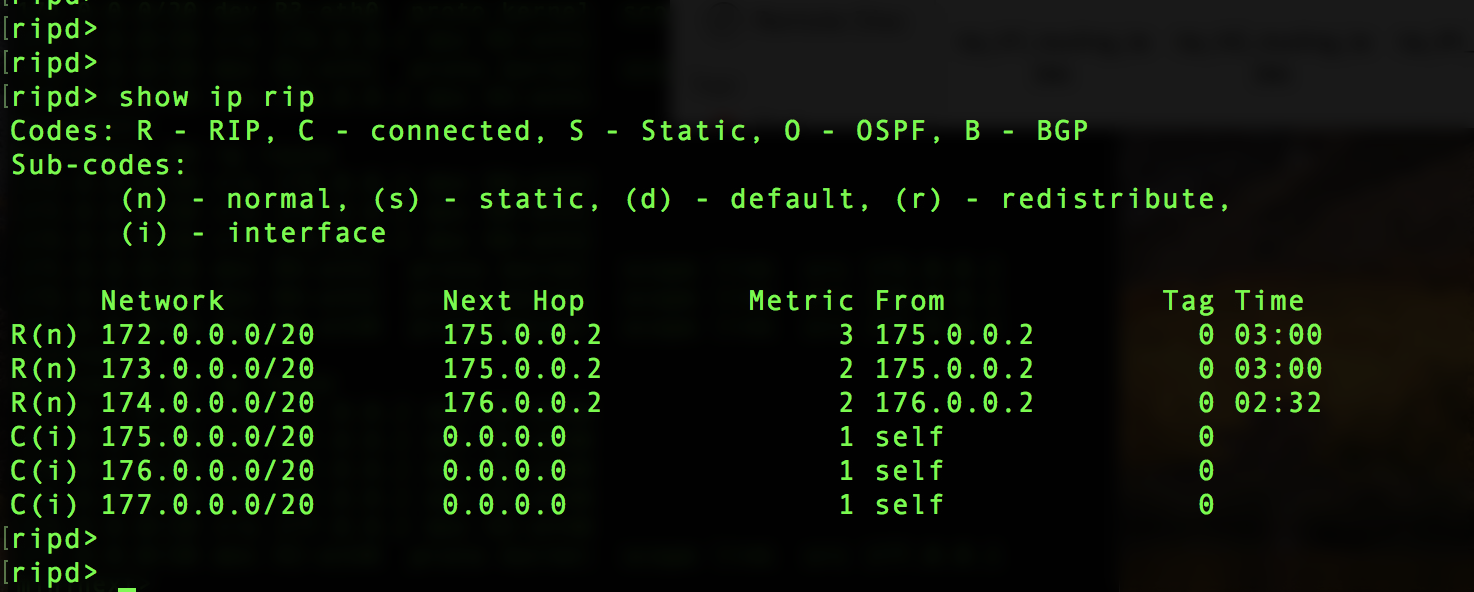 [ripd>
[ripd>
[ripd> show ip rip
Codes: R - RIP, C - connected, S - Static, O - OSPF, B - BGP
Sub-codes:
      (n) - normal, (s) - static, (d) - default, (r) - redistribute,
      (i) - interface

     Network            Next Hop         Metric From            Tag Time
R(n) 172.0.0.0/20       175.0.0.2             3 175.0.0.2         0 03:00
R(n) 173.0.0.0/20       175.0.0.2             2 175.0.0.2         0 03:00
R(n) 174.0.0.0/20       176.0.0.2             2 176.0.0.2         0 02:32
C(i) 175.0.0.0/20       0.0.0.0               1 self              0
C(i) 176.0.0.0/20       0.0.0.0               1 self              0
C(i) 177.0.0.0/20       0.0.0.0               1 self              0
[ripd>
[ripd>